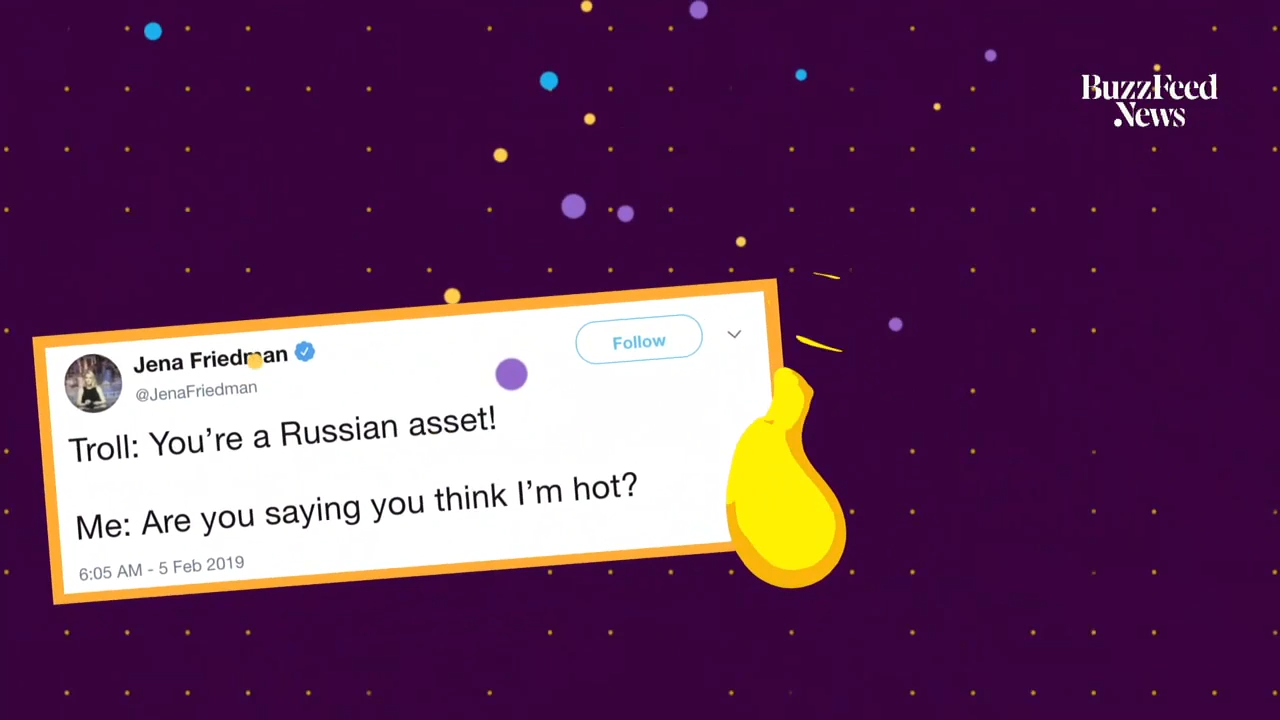 BuzzFeed
News
Jena Friedman
@JenaFriedman
Follow
Troll: You’re a Russian asset!
Me: Are you saying you think I’m hot?
6:05 AM - 5 Feb 2019